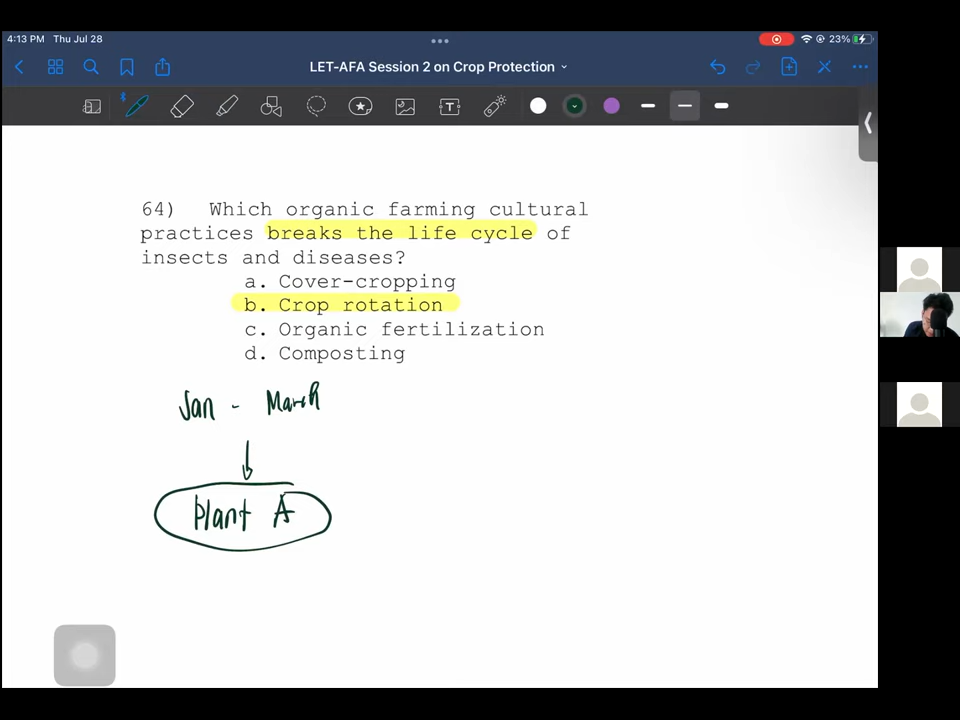 4:13 PM Thu Jul 28
23%
LET-AFA Session 2 on Crop Protection
T
64) Which organic farming cultural
practices breaks the life cycle of
insects and diseases?
a. Cover-cropping
b. Crop rotation
c. Organic fertilization
d. Composting
Jan - March
Plant A